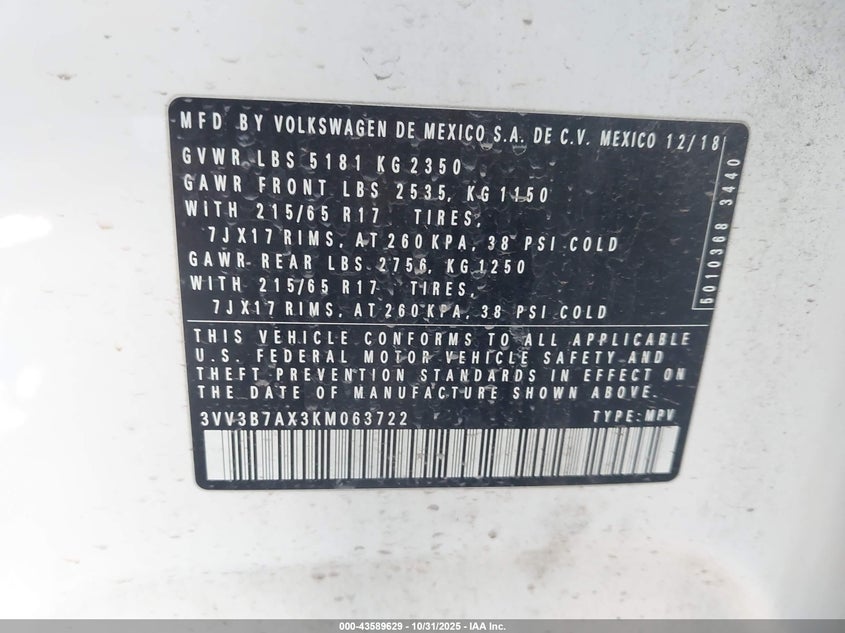 MFD BY VOLKSWAGEN DE MEXICO S.A. DE C.V. MEXICO 12/18
GVWR LBS 5181 KG 2350
GAWR FRONT LBS 2535, KG 1150
WITH 215/65 R17 TIRES,
7JX17 RIMS, AT 260 KPA, 38 PSI COLD
GAWR REAR LBS 2756, KG 1250
WITH 215/65 R17 TIRES,
7JX17 RIMS, AT 260 KPA, 38 PSI COLD
6010368 3440
THIS VEHICLE CONFORMS TO ALL APPLICABLE
U.S. FEDERAL MOTOR VEHICLE SAFETY AND
THEFT PREVENTION STANDARDS IN EFFECT ON
THE DATE OF MANUFACTURE SHOWN ABOVE.
3VV3B7AX3KM063722 TYPE: MPV
000-43589629 - 10/31/2025 - IAA Inc.